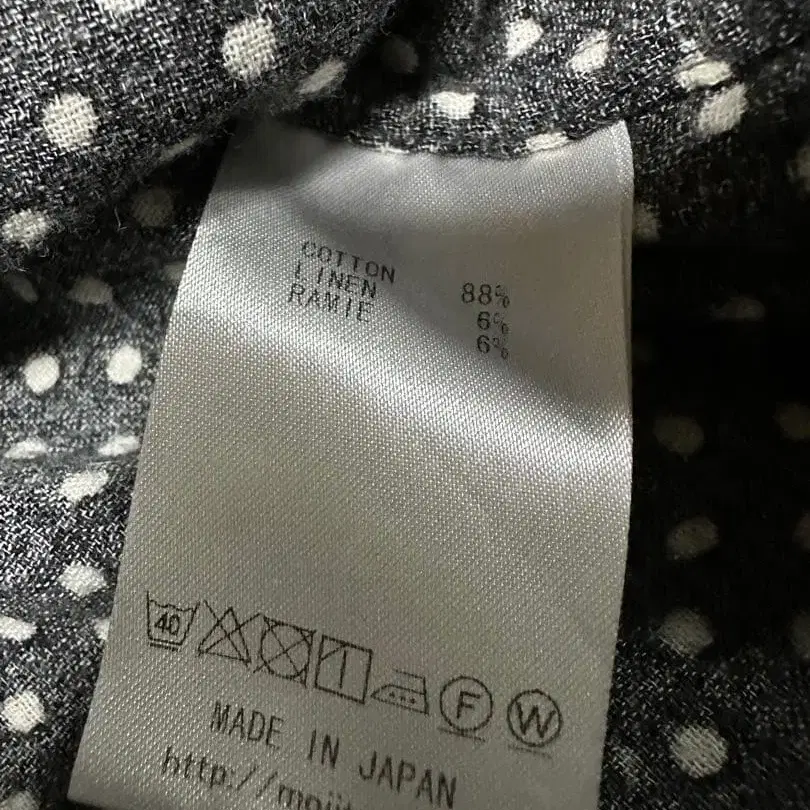 COTTON 88%
LINEN 6%
RAMIE 6%
40
F W
MADE IN JAPAN